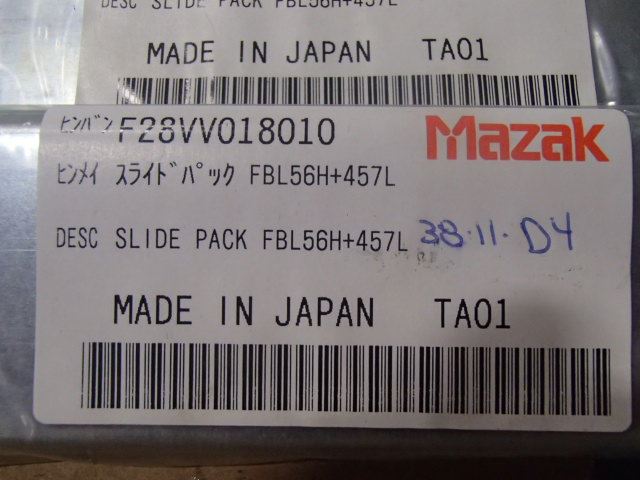 DESC SLIDE PACK FBL56H+457L
MADE IN JAPAN TA01
ﾋﾝﾊﾞﾝ F28VV018010
Mazak
ﾋﾝﾒｲ ｽﾗｲﾄﾞﾊﾟｯｸ FBL56H+457L
DESC SLIDE PACK FBL56H+457L 38·11·D4
MADE IN JAPAN TA01